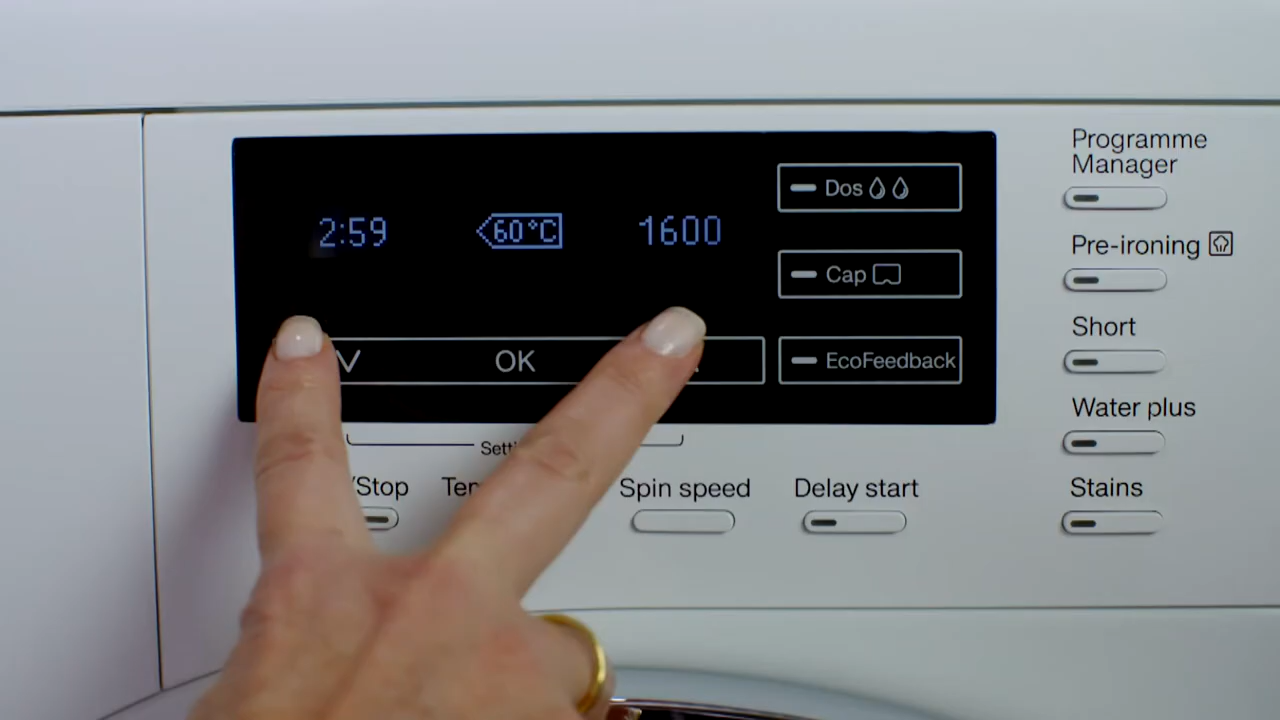 2:59 60°C 1600
Dos
Cap
OK
EcoFeedback
/Stop
Spin speed
Delay start
Programme
Manager
Pre-ironing
Short
Water plus
Stains